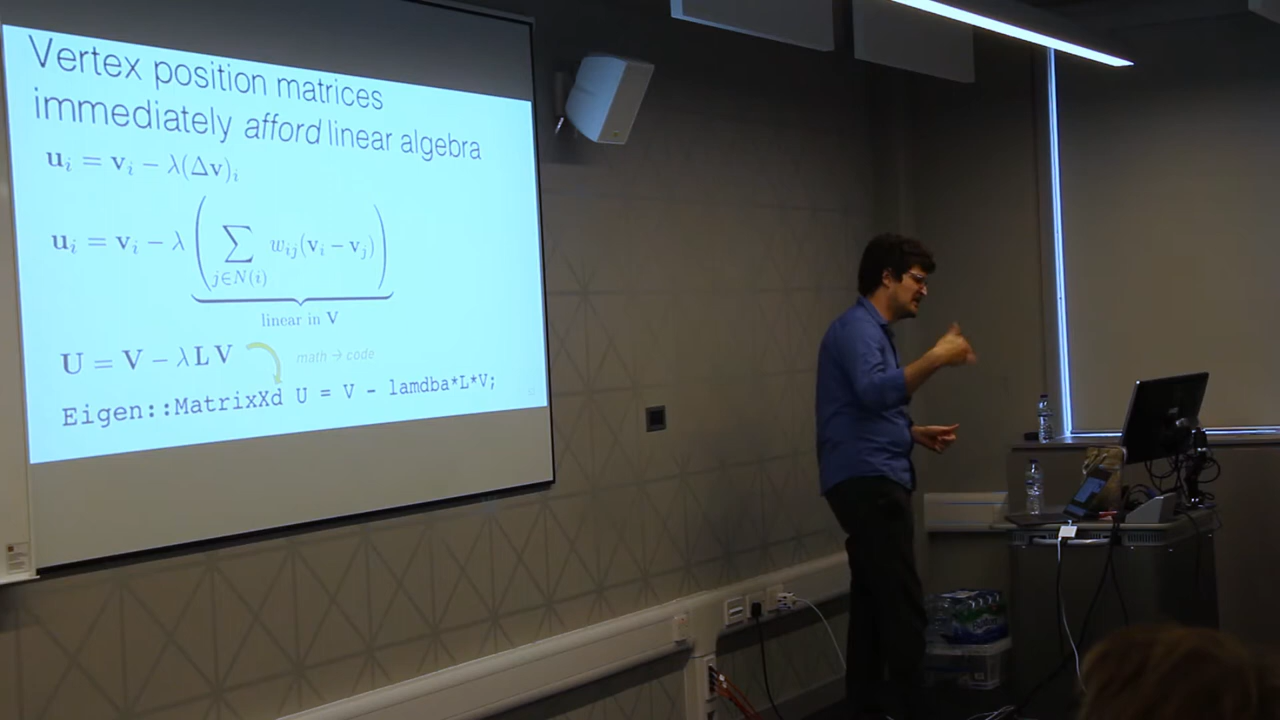 Vertex position matrices
immediately afford linear algebra
uᵢ = vᵢ − λ(Δv)ᵢ
uᵢ = vᵢ − λ ( ∑ wᵢⱼ(vᵢ − vⱼ) )
j∈N(i)
linear in V
U = V − λLV
math → code
Eigen::MatrixXd U = V - lamdba*L*V;